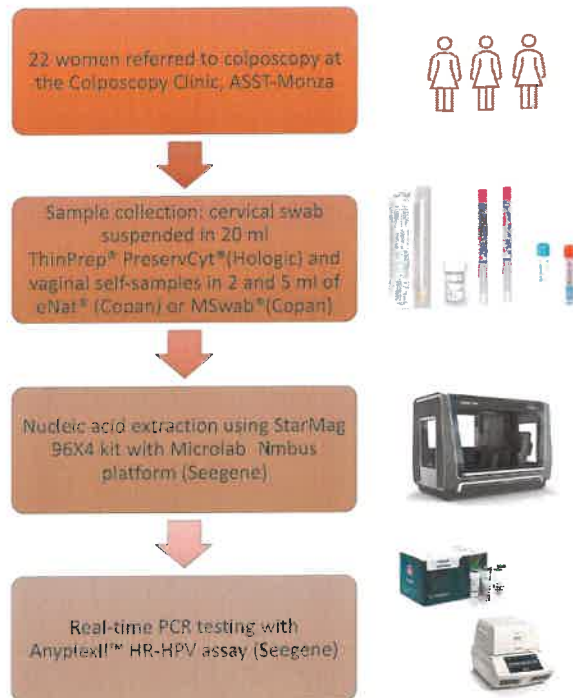 22 women referred to colposcopy at
the Colposcopy Clinic, ASST-Monza
Sample collection: cervical swab
suspended in 20 ml
ThinPrep® PreservCyt®(Hologic) and
vaginal self-samples in 2 and 5 ml of
eNat® (Copan) or MSwab®(Copan)
Nucleic acid extraction using StarMag
96X4 kit with Microlab Nmbus
platform (Seegene)
Real-time PCR testing with
AnyplexII™ HR-HPV assay (Seegene)